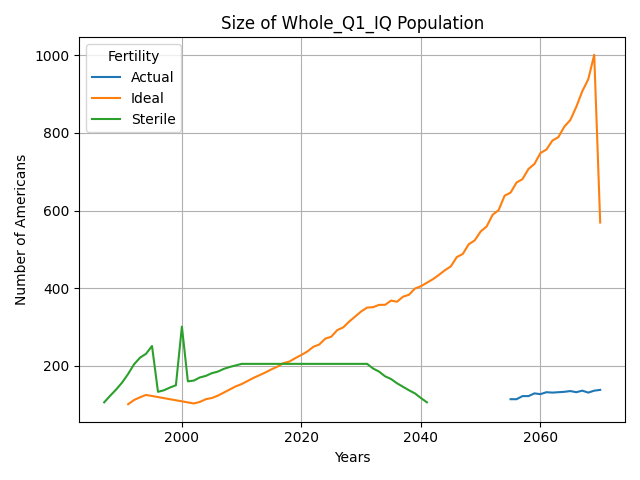 Size of Whole_Q1_IQ Population
Fertility
Actual
Ideal
Sterile
Number of Americans
1000
800
600
400
200
2000
2020
2040
2060
Years